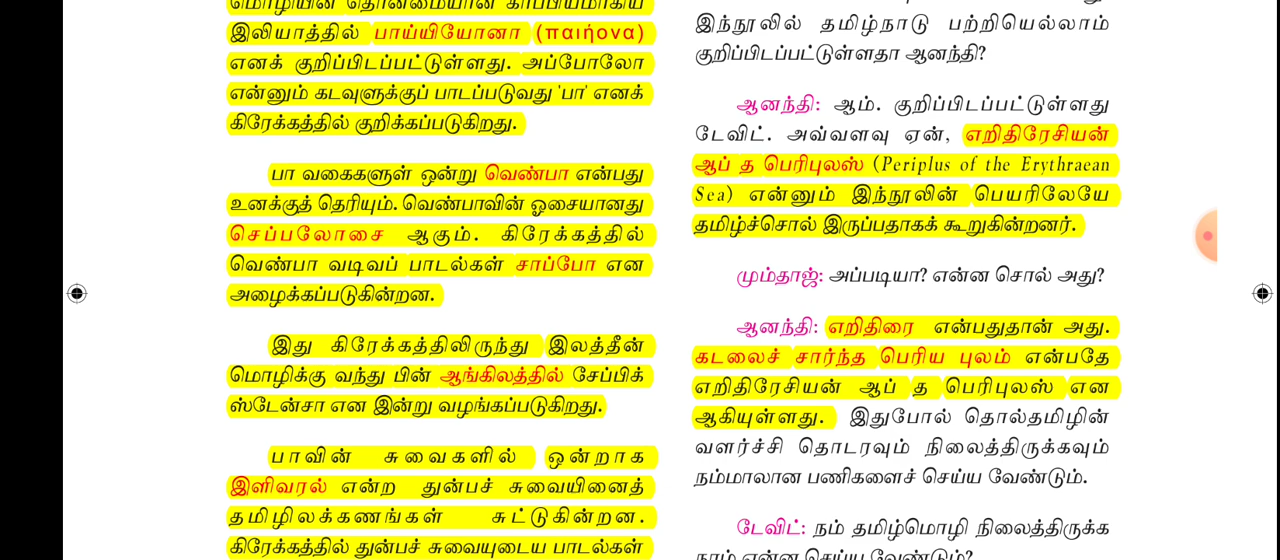 மொழியின் தொன்மையான காப்பியமாகிய
இலியாத்தில் பாய்யியோனா (παιήονα)
எனக் குறிப்பிடப்பட்டுள்ளது. அப்போலோ
என்னும் கடவுளுக்குப் பாடப்படுவது 'பா' எனக்
கிரேக்கத்தில் குறிக்கப்படுகிறது.
பா வகைகளுள் ஒன்று வெண்பா என்பது
உனக்குத் தெரியும். வெண்பாவின் ஓசையானது
செப்பலோசை ஆகும். கிரேக்கத்தில்
வெண்பா வடிவப் பாடல்கள் சாப்போ என
அழைக்கப்படுகின்றன.
இது கிரேக்கத்திலிருந்து இலத்தீன்
மொழிக்கு வந்து பின் ஆங்கிலத்தில் சேப்பிக்
ஸ்டேன்சா என இன்று வழங்கப்படுகிறது.
பாவின் சுவைகளில் ஒன்றாக
இளிவரல் என்ற துன்பச் சுவையினைத்
தமிழிலக்கணங்கள் சுட்டுகின்றன.
கிரேக்கத்தில் துன்பச் சுவையுடைய பாடல்கள்
இந்நூலில் தமிழ்நாடு பற்றியெல்லாம்
குறிப்பிடப்பட்டுள்ளதா ஆனந்தி?
ஆனந்தி: ஆம். குறிப்பிடப்பட்டுள்ளது
டேவிட். அவ்வளவு ஏன், எறிதிரேசியன்
ஆப் த பெரிபுலஸ் (Periplus of the Erythraean
Sea) என்னும் இந்நூலின் பெயரிலேயே
தமிழ்ச்சொல் இருப்பதாகக் கூறுகின்றனர்.
மும்தாஜ்: அப்படியா? என்ன சொல் அது?
ஆனந்தி: எறிதிரை என்பதுதான் அது.
கடலைச் சார்ந்த பெரிய புலம் என்பதே
எறிதிரேசியன் ஆப் த பெரிபுலஸ் என
ஆகியுள்ளது. இதுபோல் தொல்தமிழின்
வளர்ச்சி தொடரவும் நிலைத்திருக்கவும்
நம்மாலான பணிகளைச் செய்ய வேண்டும்.
டேவிட்: நம் தமிழ்மொழி நிலைத்திருக்க
நாம் என்ன செய்ய வேண்டும்?